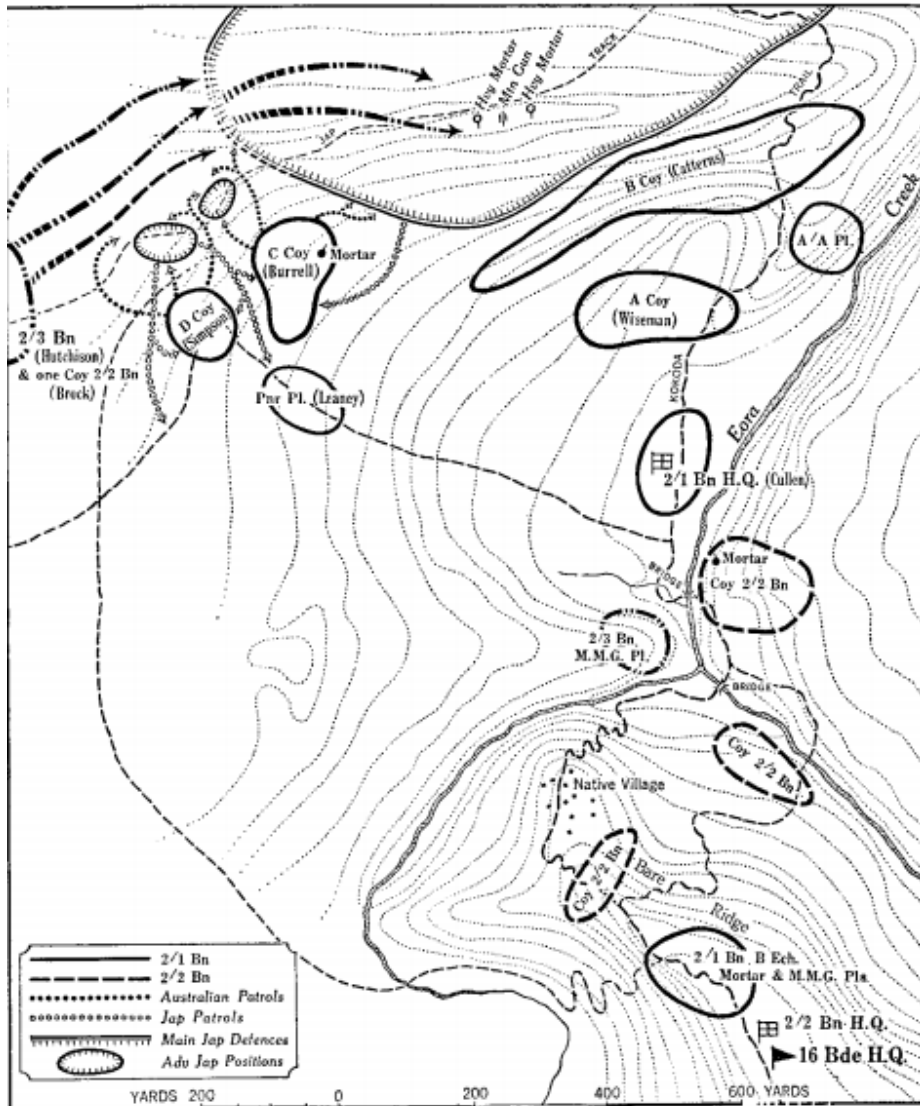 Hvy Mortar
Mtn Gun
Hvy Mortar
TRACK
JAP
TRAIL
B Coy (Catterns)
Creek
A/A Pl.
C Coy
(Burrell)
Mortar
A Coy
(Wiseman)
D Coy
(Simpson)
2/3 Bn
(Hutchison)
& one Coy 2/2 Bn
(Brock)
Pnr Pl. (Leaney)
KOKODA
Eora
2/1 Bn H.Q. (Cullen)
Mortar
Coy 2/2 Bn
BRIDGE
2/3 Bn
M.M.G. Pl.
BRIDGE
Coy 2/2 Bn
Native Village
Coy 2/2 Bn
Bare
Ridge
2/1 Bn B Ech.
Mortar & M.M.G. Pls.
2/2 Bn H.Q.
16 Bde H.Q.
2/1 Bn
2/2 Bn
Australian Patrols
Jap Patrols
Main Jap Defences
Adv Jap Positions
YARDS 200 0 200 400 600 YARDS